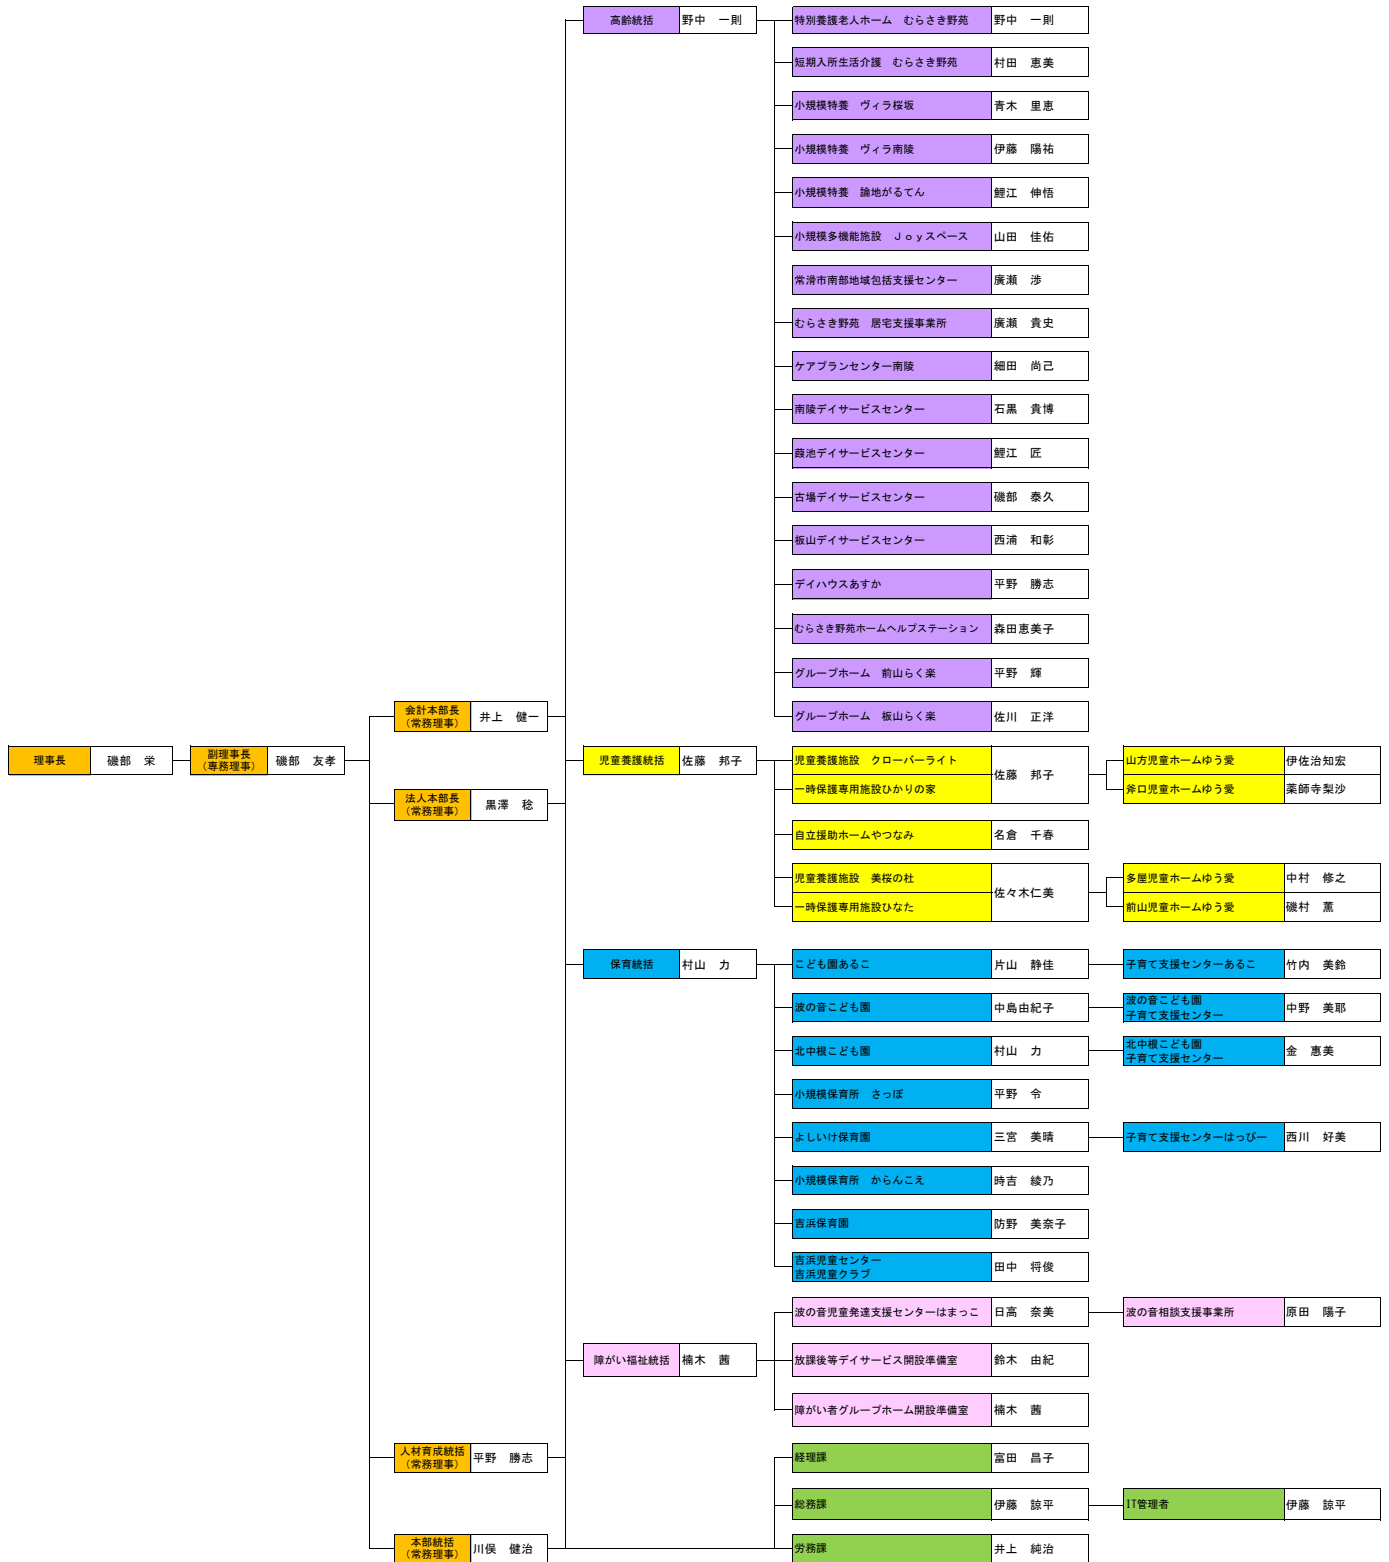 高齢統括 野中　一則
特別養護老人ホーム　むらさき野苑 野中　一則
短期入所生活介護　むらさき野苑 村田　恵美
小規模特養　ヴィラ桜坂 青木　里恵
小規模特養　ヴィラ南陵 伊藤　陽祐
小規模特養　論地がるてん 鯉江　伸悟
小規模多機能施設　Ｊｏｙスペース 山田　佳佑
常滑市南部地域包括支援センター 廣瀬　渉
むらさき野苑　居宅支援事業所 廣瀬　貴史
ケアプランセンター南陵 細田　尚己
南陵デイサービスセンター 石黒　貴博
葭池デイサービスセンター 鯉江　匠
古場デイサービスセンター 磯部　泰久
板山デイサービスセンター 西浦　和彰
デイハウスあすか 平野　勝志
むらさき野苑ホームヘルプステーション 森田恵美子
グループホーム　前山らく楽 平野　輝
グループホーム　板山らく楽 佐川　正洋
理事長 磯部　栄
副理事長
（専務理事） 磯部　友孝
会計本部長
（常務理事） 井上　健一
法人本部長
（常務理事） 黒澤　稔
児童養護統括 佐藤　邦子
児童養護施設　クローバーライト
一時保護専用施設ひかりの家
佐藤　邦子
山方児童ホームゆう愛 伊佐治知宏
斧口児童ホームゆう愛 薬師寺梨沙
自立援助ホームやつなみ 名倉　千春
児童養護施設　美桜の杜
一時保護専用施設ひなた
佐々木仁美
多屋児童ホームゆう愛 中村　修之
前山児童ホームゆう愛 磯村　薫
保育統括 村山　力
こども園あるこ 片山　静佳
子育て支援センターあるこ 竹内　美鈴
波の音こども園 中島由紀子
波の音こども園
子育て支援センター 中野　美耶
北中根こども園 村山　力
北中根こども園
子育て支援センター 金　恵美
小規模保育所　さっぽ 平野　令
よしいけ保育園 三宮　美晴
子育て支援センターはっぴー 西川　好美
小規模保育所　からんこえ 時吉　綾乃
吉浜保育園 防野　美奈子
吉浜児童センター
吉浜児童クラブ 田中　将俊
障がい福祉統括 楠木　茜
波の音児童発達支援センターはまっこ 日高　奈美
波の音相談支援事業所 原田　陽子
放課後等デイサービス開設準備室 鈴木　由紀
障がい者グループホーム開設準備室 楠木　茜
人材育成統括
（常務理事） 平野　勝志
本部統括
（常務理事） 川俣　健治
経理課 富田　昌子
総務課 伊藤　諒平
IT管理者 伊藤　諒平
労務課 井上　純治